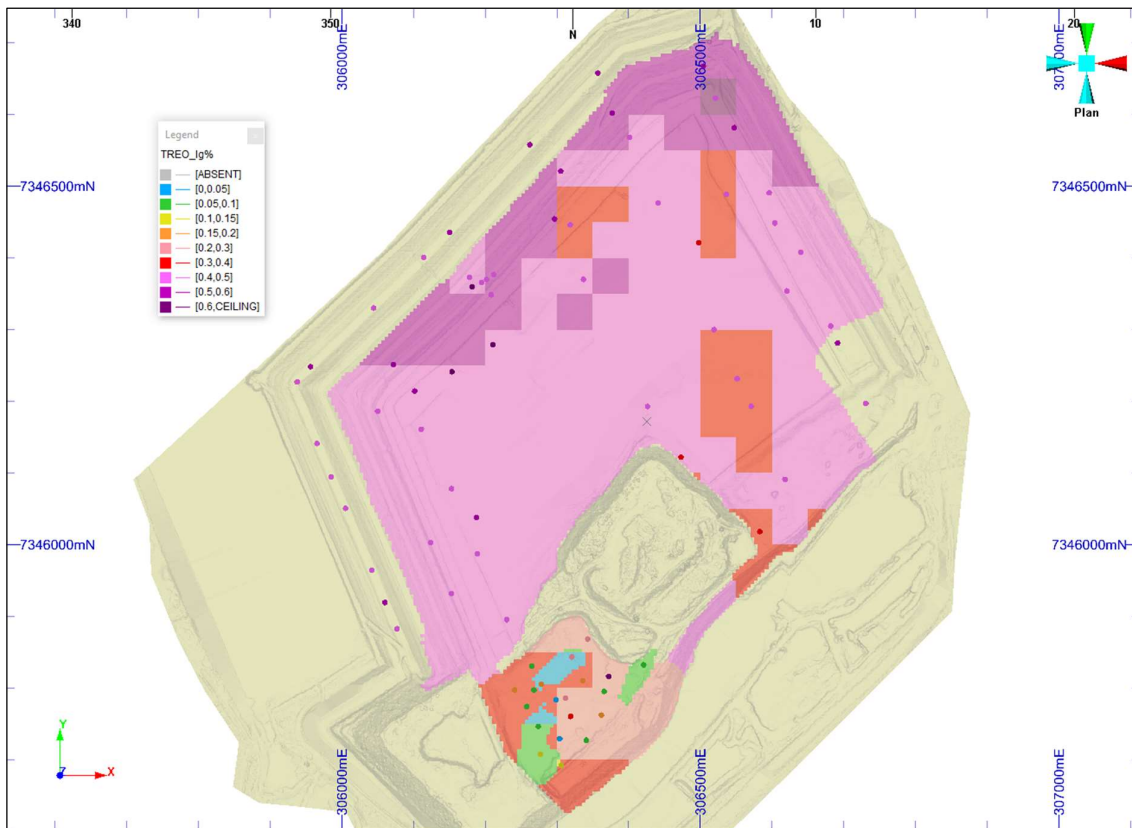 340
350
N
10
20
306000mE
306500mE
307000mE
Plan
Legend
TREO_lg%
[ABSENT]
[0,0.05]
[0.05,0.1]
[0.1,0.15]
[0.15,0.2]
[0.2,0.3]
[0.3,0.4]
[0.4,0.5]
[0.5,0.6]
[0.6,CEILING]
7346500mN
7346500mN
7346000mN
7346000mN
Y
Z
X
306000mE
306500mE
307000mE